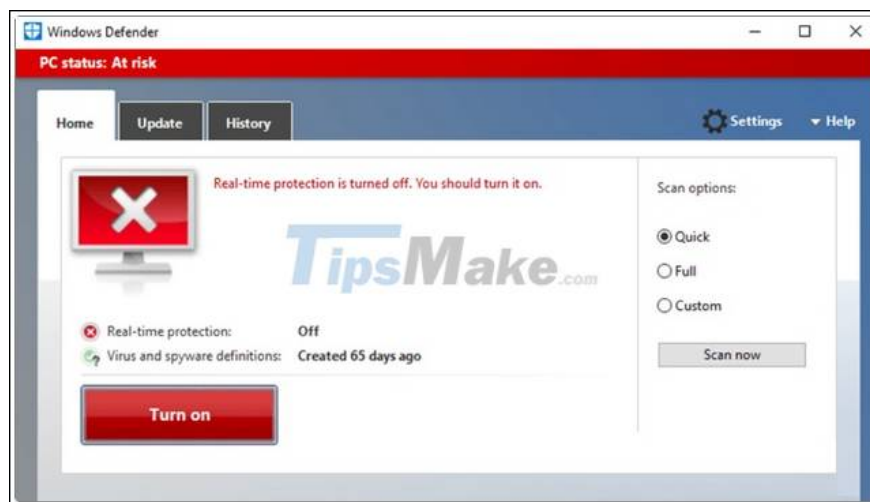 Windows Defender
PC status: At risk
Home
Update
History
Settings
Help
Real-time protection is turned off. You should turn it on.
TipsMake.com
Real-time protection: Off
Virus and spyware definitions: Created 65 days ago
Turn on
Scan options:
Quick
Full
Custom
Scan now